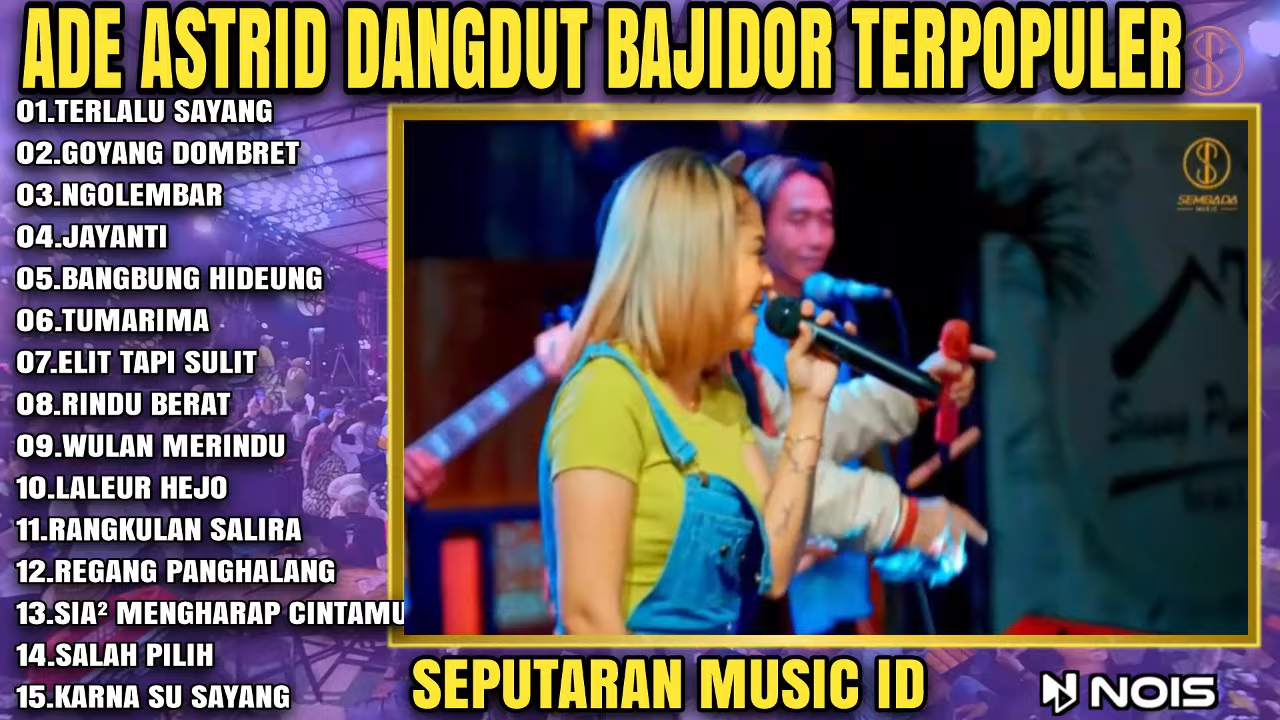 ADE ASTRID DANGDUT BAJIDOR TERPOPULER
01.TERLALU SAYANG
02.GOYANG DOMBRET
03.NGOLEMBAR
04.JAYANTI
05.BANGBUNG HIDEUNG
06.TUMARIMA
07.ELIT TAPI SULIT
08.RINDU BERAT
09.WULAN MERINDU
10.LALEUR HEJO
11.RANGKULAN SALIRA
12.REGANG PANGHALANG
13.SIA² MENGHARAP CINTAMU
14.SALAH PILIH
15.KARNA SU SAYANG
SEMBADA
MUSIC
SEPUTARAN MUSIC ID
NOIS